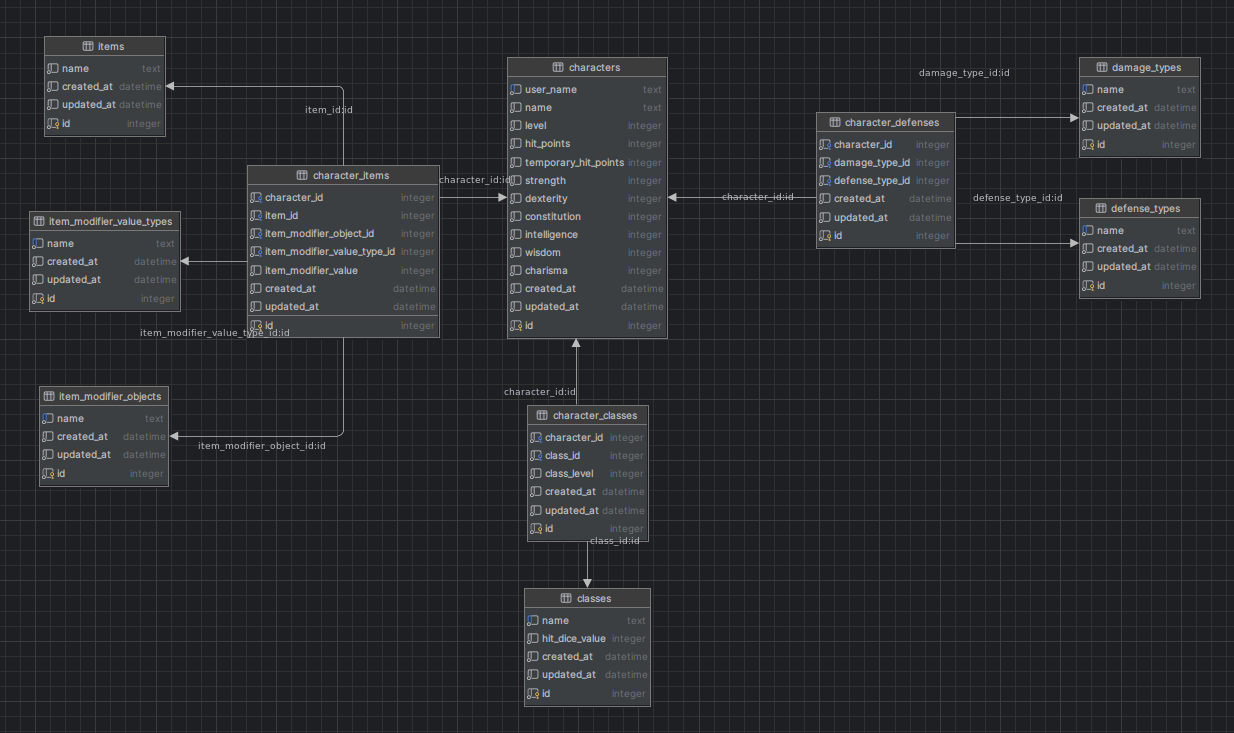 items
name text
created_at datetime
updated_at datetime
id integer
item_id:id
item_modifier_value_types
name text
created_at datetime
updated_at datetime
id integer
item_modifier_value_type_id:id
item_modifier_objects
name text
created_at datetime
updated_at datetime
id integer
item_modifier_object_id:id
character_items
character_id integer
item_id integer
item_modifier_object_id integer
item_modifier_value_type_id integer
item_modifier_value integer
created_at datetime
updated_at datetime
id integer
character_id:id
characters
user_name text
name text
level integer
hit_points integer
temporary_hit_points integer
strength integer
dexterity integer
constitution integer
intelligence integer
wisdom integer
charisma integer
created_at datetime
updated_at datetime
id integer
character_id:id
character_classes
character_id integer
class_id integer
class_level integer
created_at datetime
updated_at datetime
id integer
class_id:id
classes
name text
hit_dice_value integer
created_at datetime
updated_at datetime
id integer
character_id:id
character_defenses
character_id integer
damage_type_id integer
defense_type_id integer
created_at datetime
updated_at datetime
id integer
damage_type_id:id
damage_types
name text
created_at datetime
updated_at datetime
id integer
defense_type_id:id
defense_types
name text
created_at datetime
updated_at datetime
id integer